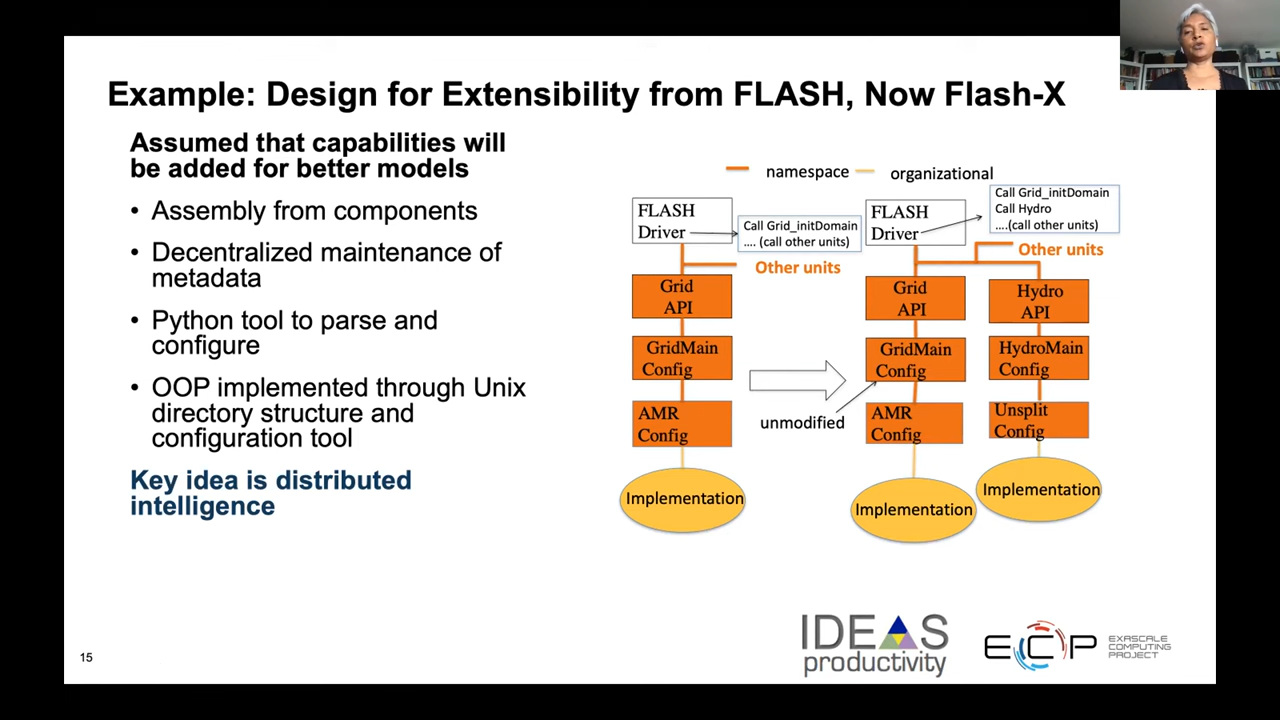 Example: Design for Extensibility from FLASH, Now Flash-X
Assumed that capabilities will
be added for better models
• Assembly from components
• Decentralized maintenance of
metadata
• Python tool to parse and
configure
• OOP implemented through Unix
directory structure and
configuration tool
Key idea is distributed
intelligence
namespace
organizational
FLASH
Driver
Call Grid_initDomain
.... (call other units)
Other units
Grid
API
GridMain
Config
AMR
Config
Implementation
unmodified
FLASH
Driver
Call Grid_initDomain
Call Hydro
....(call other units)
Other units
Grid
API
GridMain
Config
AMR
Config
Implementation
Hydro
API
HydroMain
Config
Unsplit
Config
Implementation
15
IDEAS
productivity
ECP
EXASCALE
COMPUTING
PROJECT